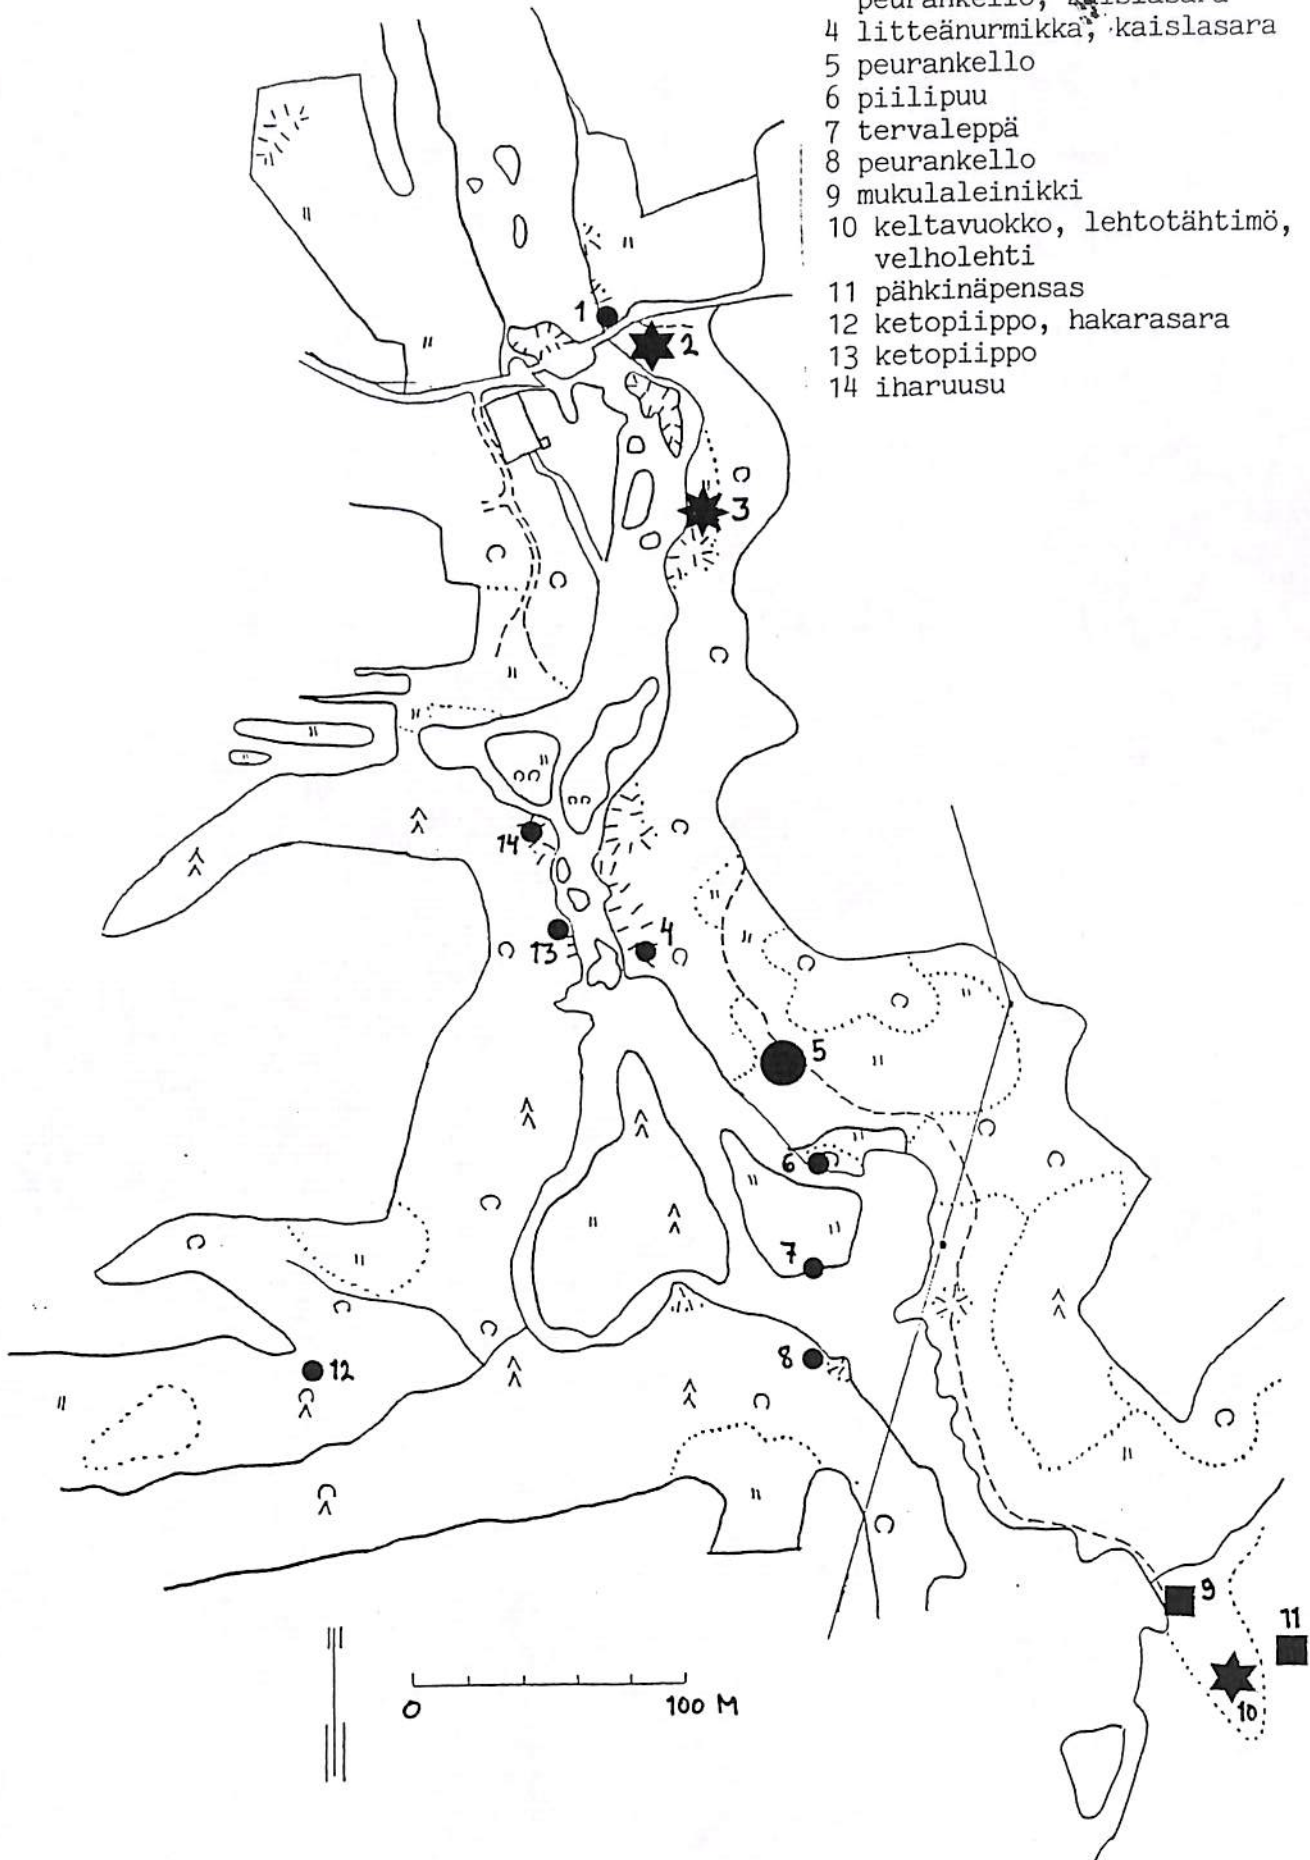 peurankello, kaislasara
4 litteänurmikka, kaislasara
5 peurankello
6 piilipuu
7 tervaleppä
8 peurankello
9 mukulaleinikki
10 keltavuokko, lehtotähtimö,
velholehti
11 pähkinäpensas
12 ketopiippo, hakarasara
13 ketopiippo
14 iharuusu
1
2
3
14
4
13
5
6
7
12
8
9
11
10
0
100 M